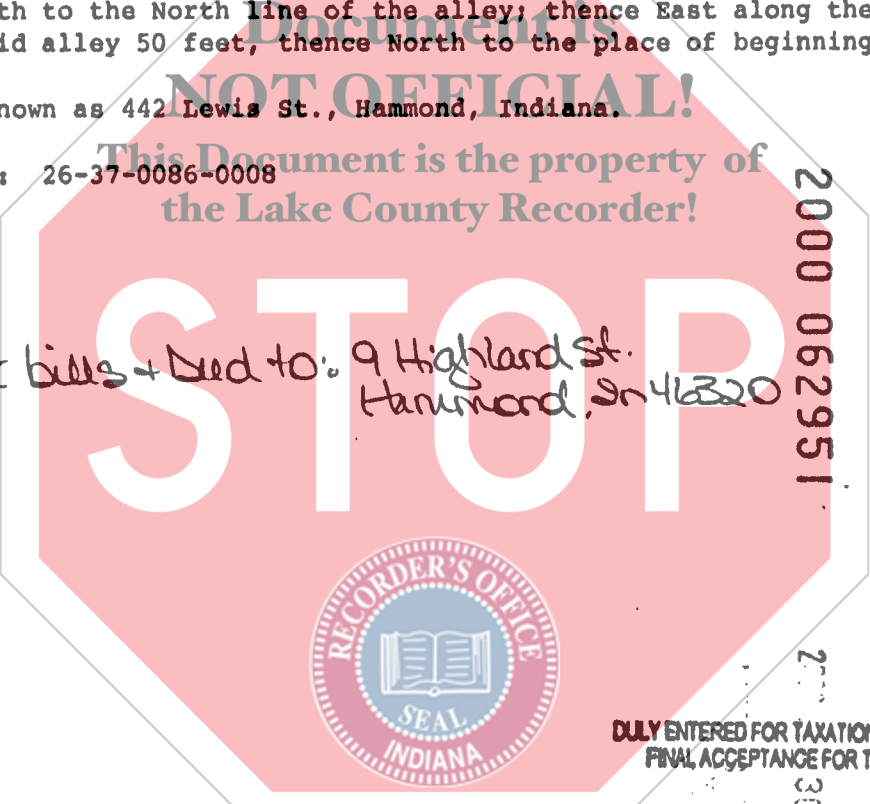 th to the North line of the alley; thence East along the
id alley 50 feet, thence North to the place of beginning
Document is
NOT OFFICIAL!
nown as 442 Lewis St., Hammond, Indiana.
This Document is the property of
: 26-37-0086-0008
the Lake County Recorder!
2000 062951
STOP
bills + Deed to: 9 Highland St.
Hammond, In 46320
RECORDER'S OFFICE
SEAL
INDIANA
DULY ENTERED FOR TAXATION
FINAL ACCEPTANCE FOR T